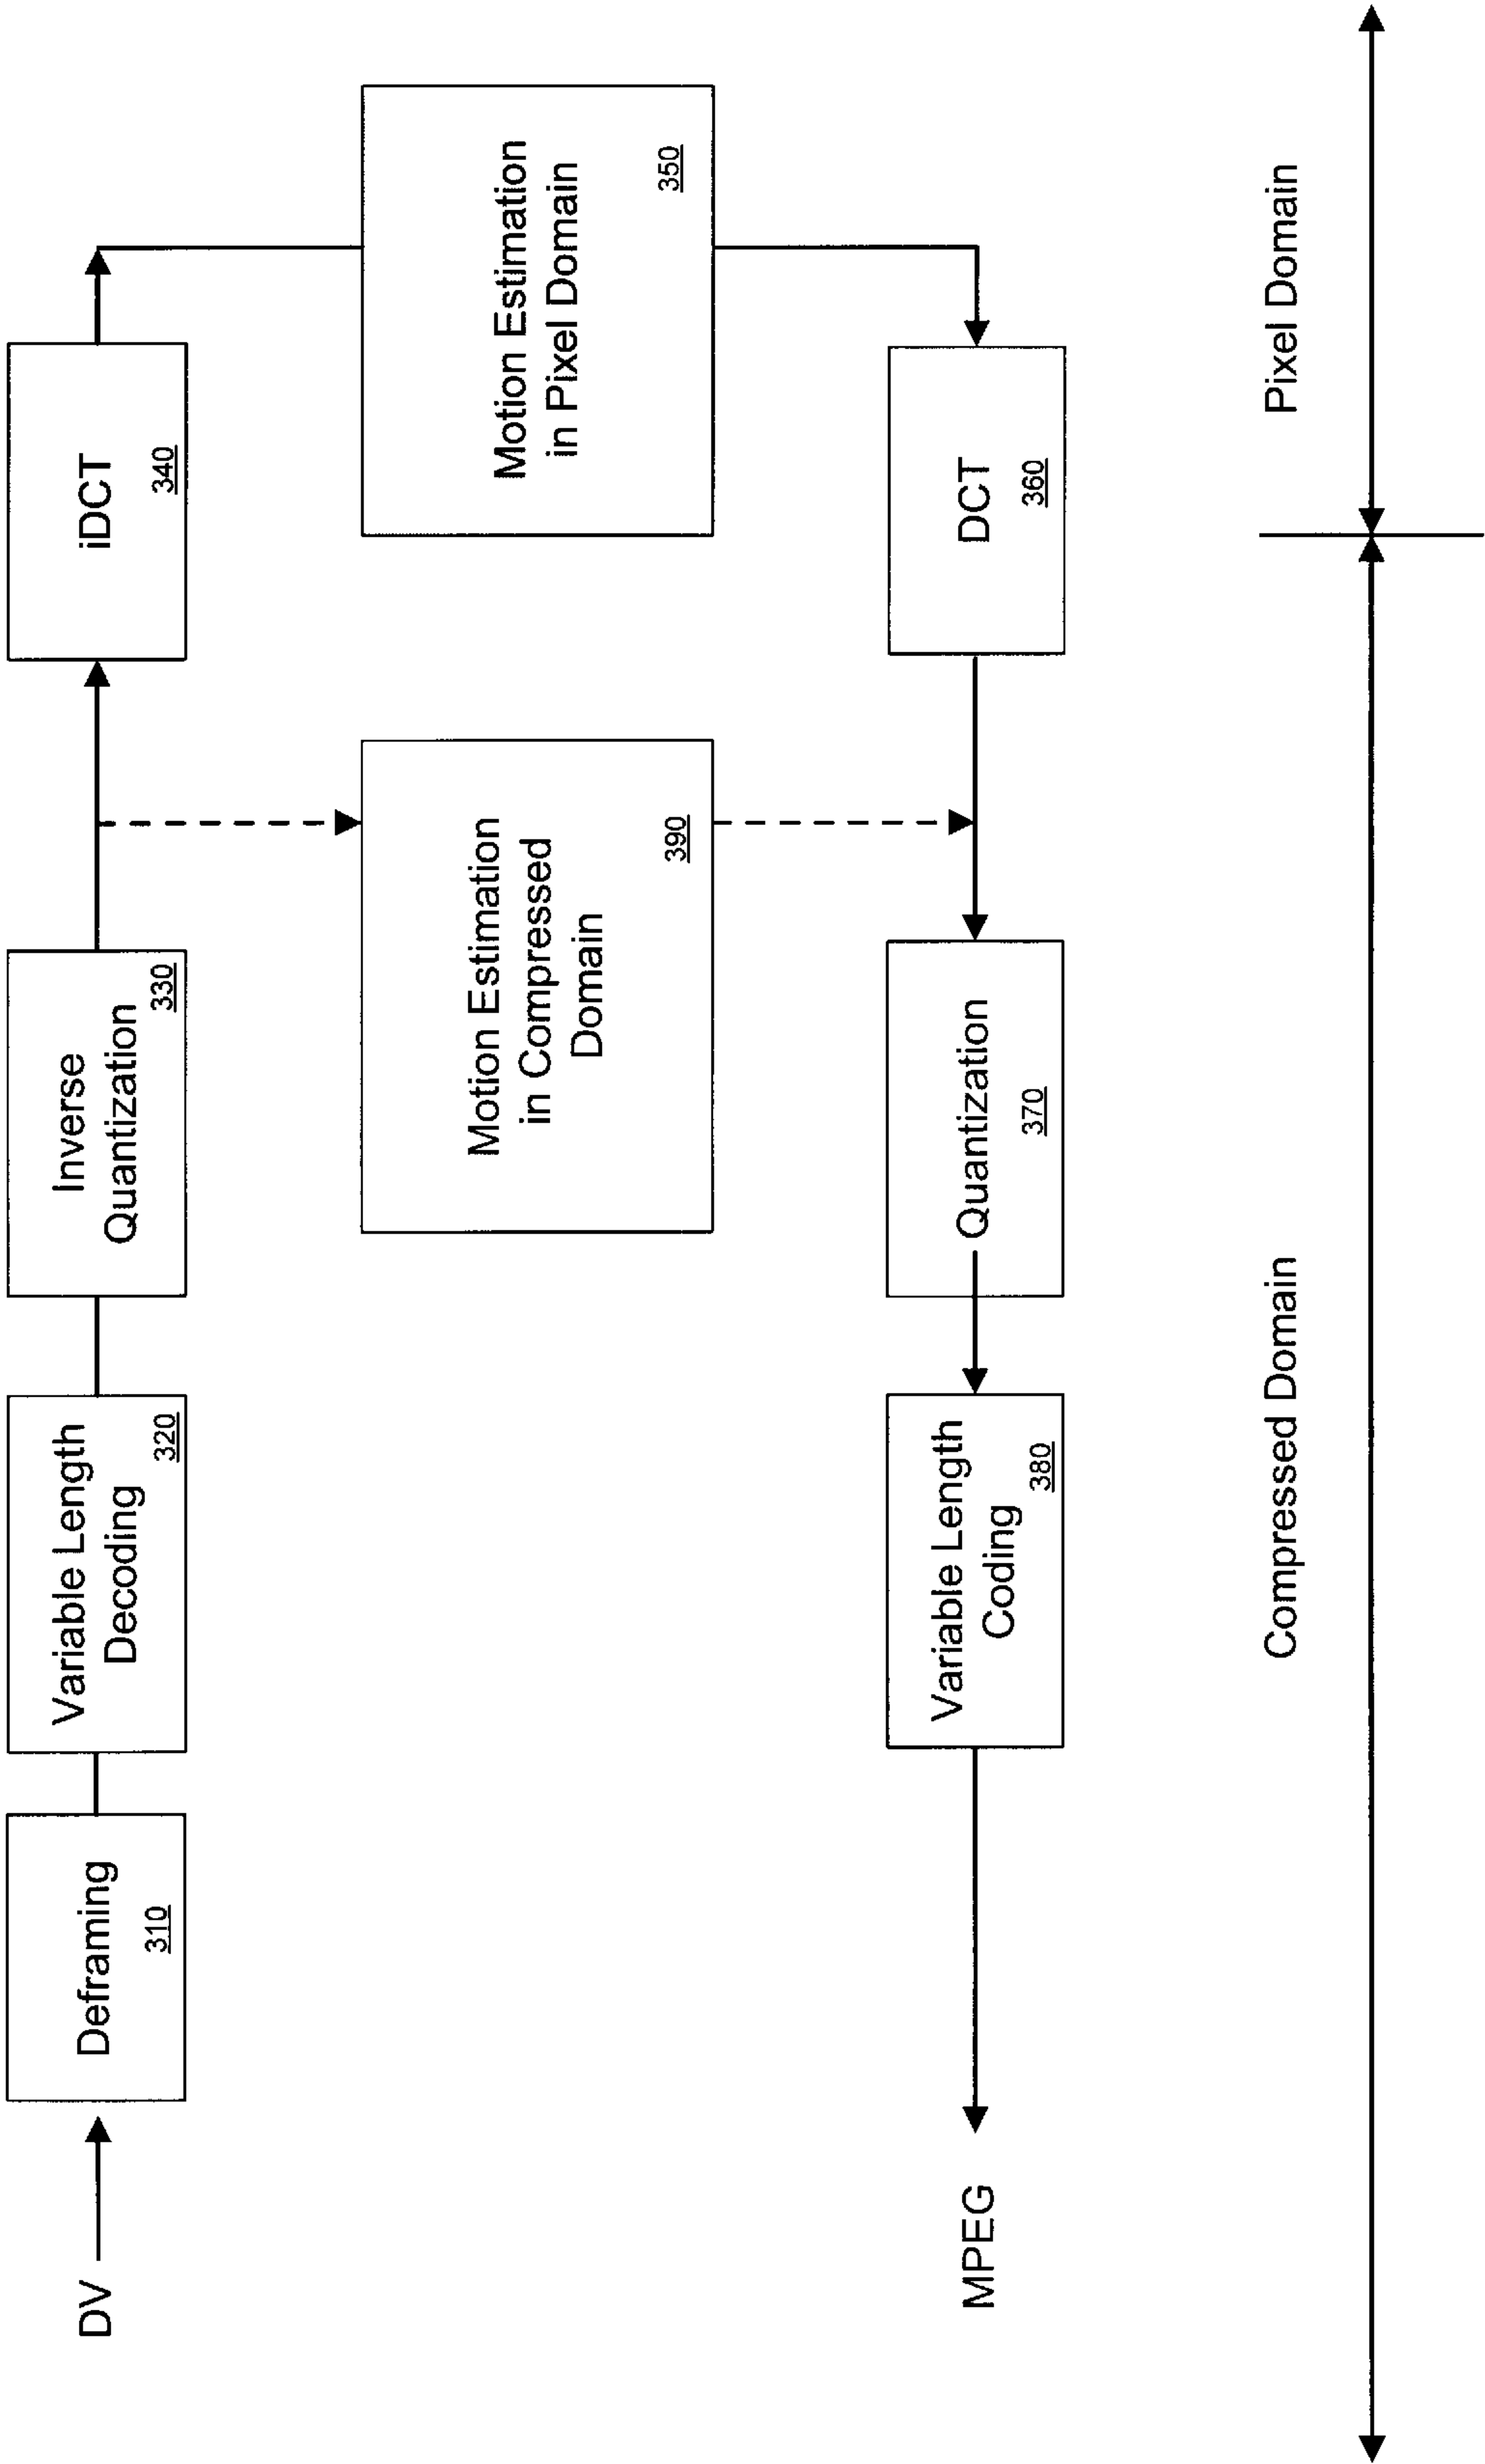 DV
Deframing
310
Variable Length
Decoding
320
Inverse
Quantization
330
iDCT
340
Motion Estimation
in Compressed
Domain
390
Motion Estimation
in Pixel Domain
350
MPEG
Variable Length
Coding
380
Quantization
370
DCT
360
Compressed Domain
Pixel Domain